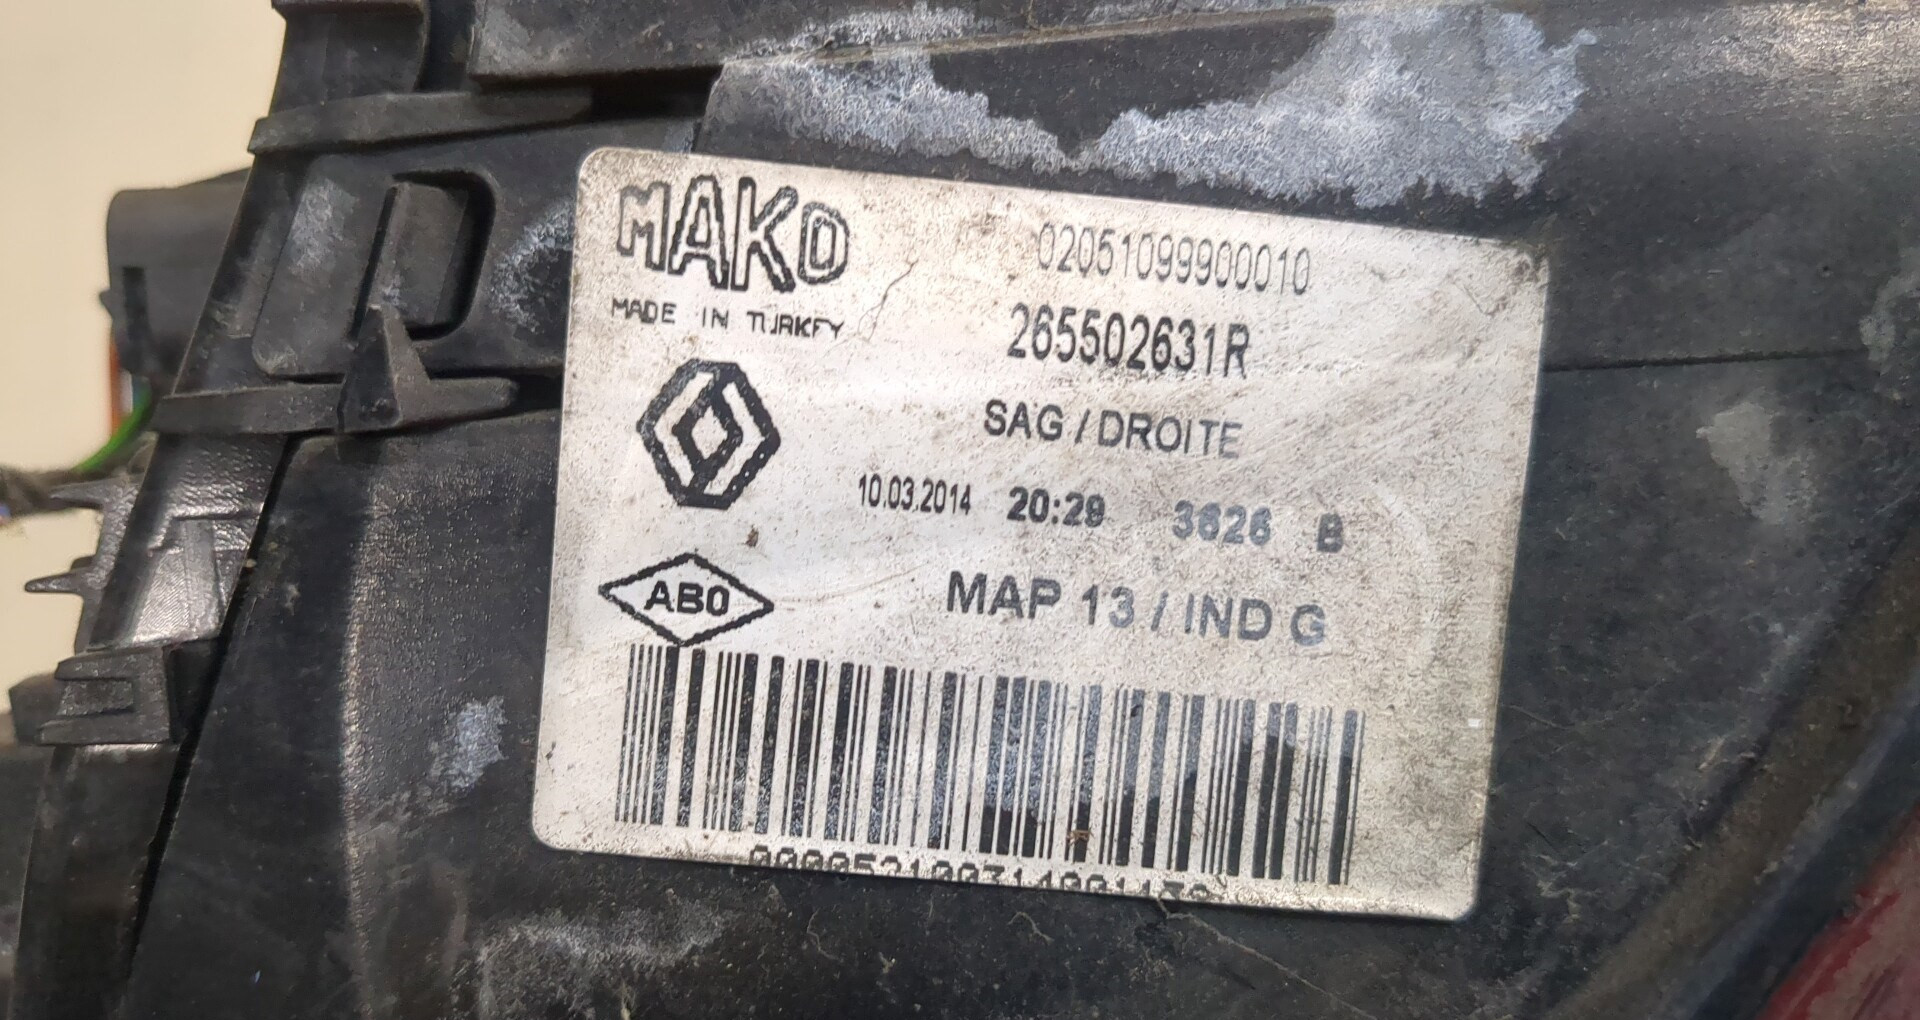 MAKO
02051099900010
MADE IN TURKEY
265502631R
SAG / DROITE
10.03.2014 20:29 3626 B
ABO
MAP 13 / IND G